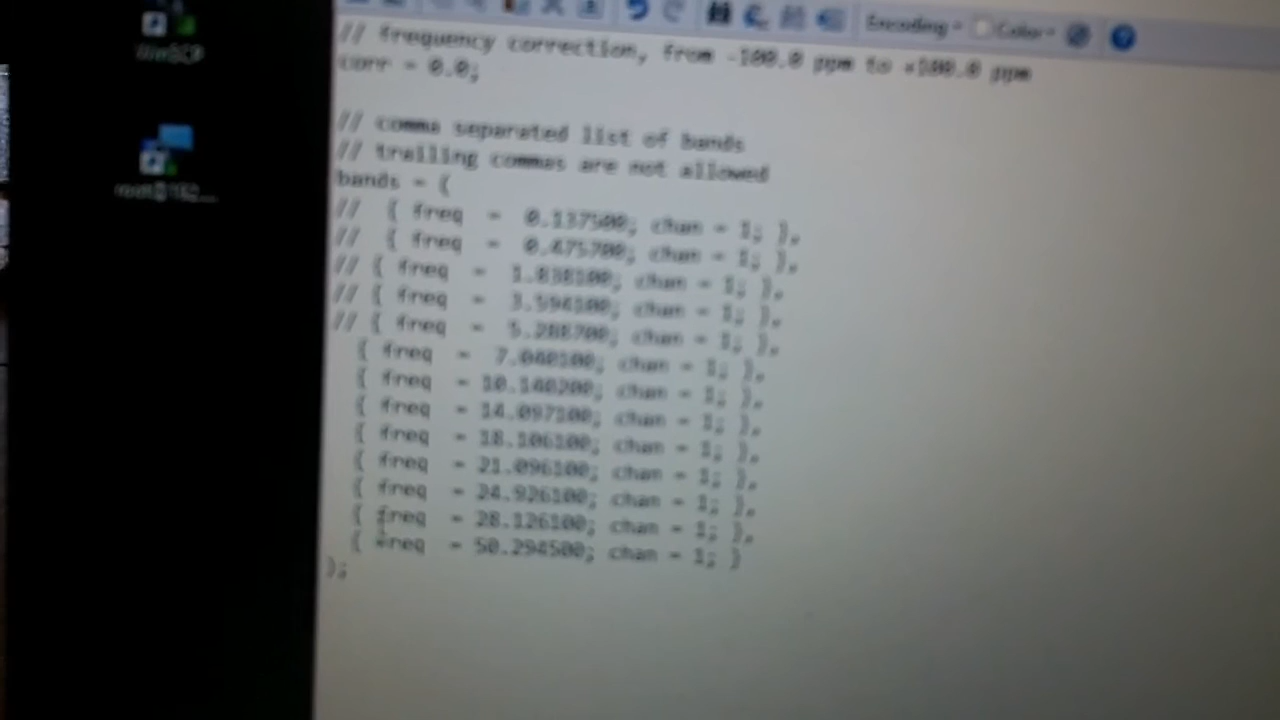 WinSCP
Encoding Color
// frequency correction, from -100.0 ppm to +100.0 ppm
corr = 0.0;
// comma separated list of bands
// trailing commas are not allowed
bands = (
// { freq = 0.137500; chan = 1; },
// { freq = 0.475700; chan = 1; },
// { freq = 1.838100; chan = 1; },
// { freq = 3.594100; chan = 1; },
// { freq = 5.288700; chan = 1; },
{ freq = 7.040100; chan = 1; },
{ freq = 10.140200; chan = 1; },
{ freq = 14.097100; chan = 1; },
{ freq = 18.106100; chan = 1; },
{ freq = 21.096100; chan = 1; },
{ freq = 24.926100; chan = 1; },
{ freq = 28.126100; chan = 1; },
{ freq = 50.294500; chan = 1; }
);